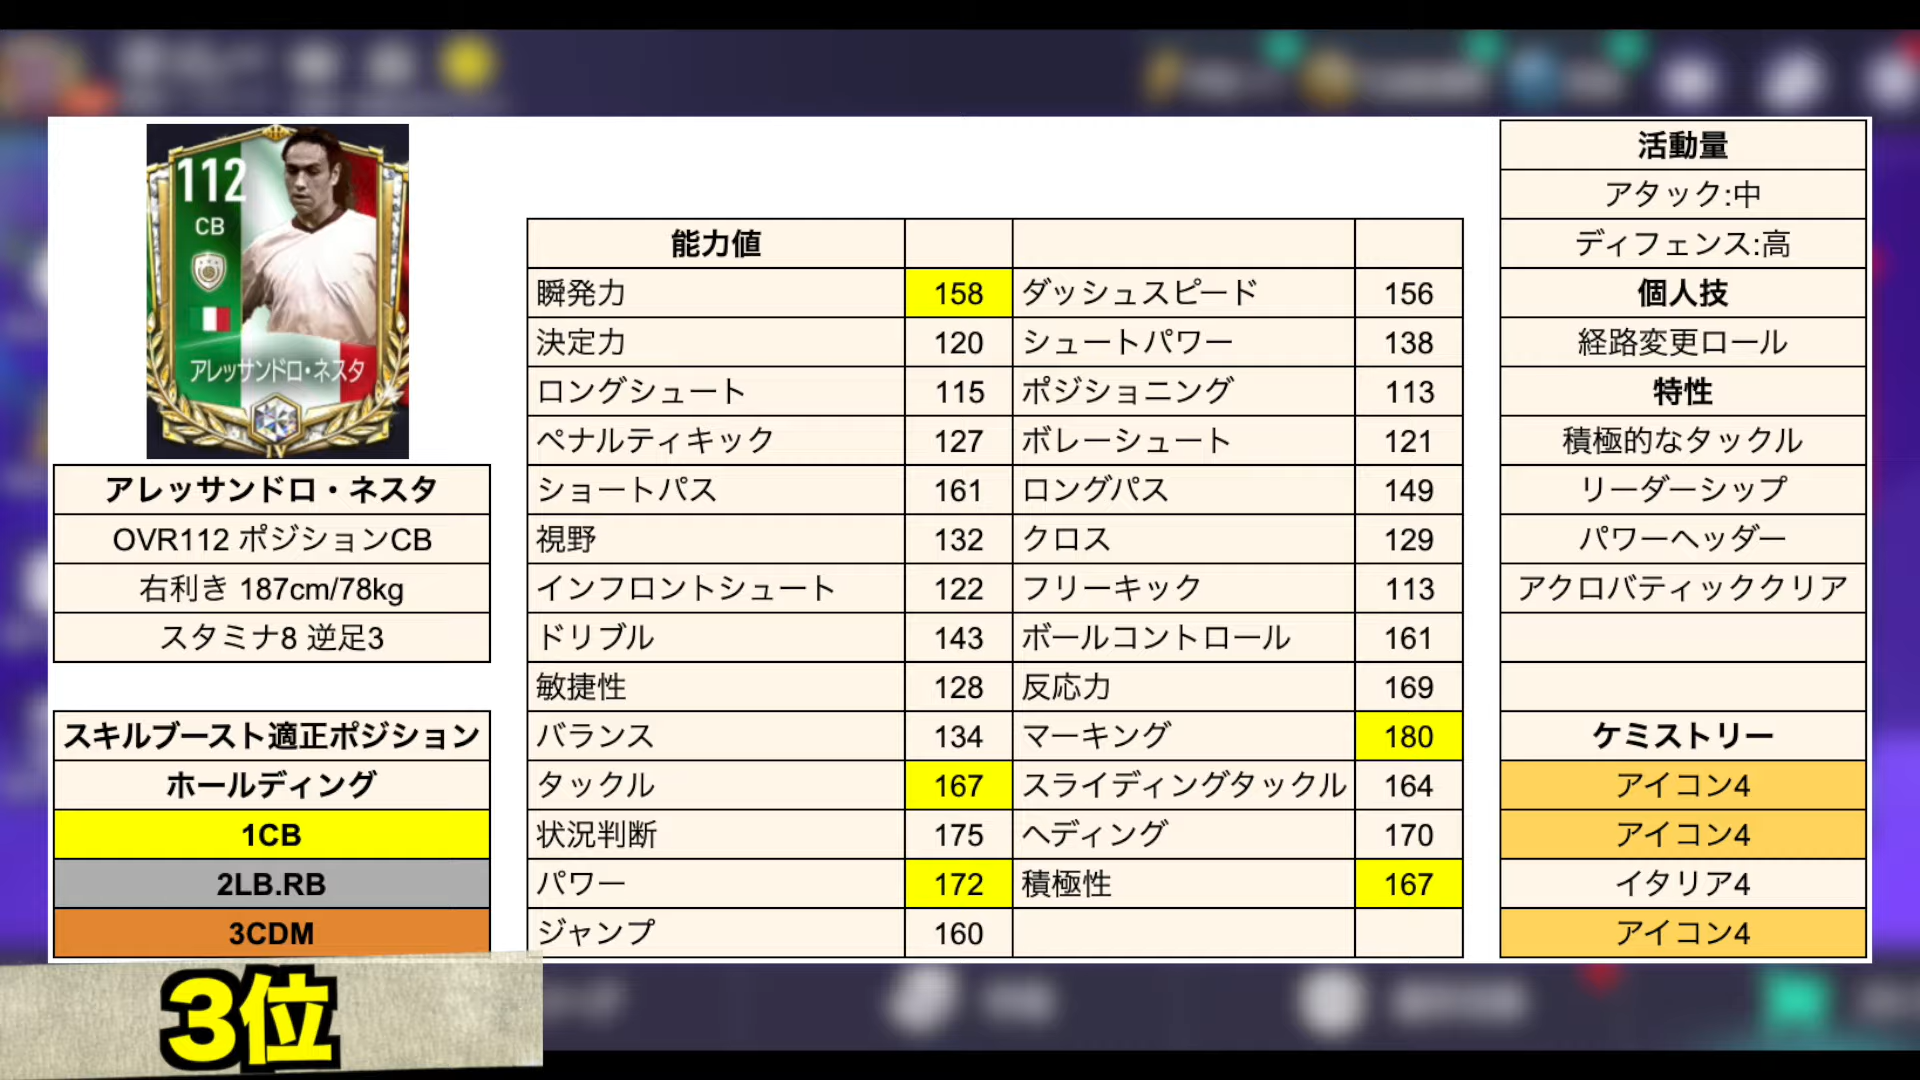 112
CB
アレッサンドロ・ネスタ
IV
アレッサンドロ・ネスタ
OVR112 ポジションCB
右利き 187cm/78kg
スタミナ8 逆足3
スキルブースト適正ポジション
ホールディング
1CB
2LB.RB
3CDM
3位
能力値
瞬発力 158 ダッシュスピード 156
決定力 120 シュートパワー 138
ロングシュート 115 ポジショニング 113
ペナルティキック 127 ボレーシュート 121
ショートパス 161 ロングパス 149
視野 132 クロス 129
インフロントシュート 122 フリーキック 113
ドリブル 143 ボールコントロール 161
敏捷性 128 反応力 169
バランス 134 マーキング 180
タックル 167 スライディングタックル 164
状況判断 175 ヘディング 170
パワー 172 積極性 167
ジャンプ 160
活動量
アタック:中
ディフェンス:高
個人技
経路変更ロール
特性
積極的なタックル
リーダーシップ
パワーヘッダー
アクロバティッククリア
ケミストリー
アイコン4
アイコン4
イタリア4
アイコン4